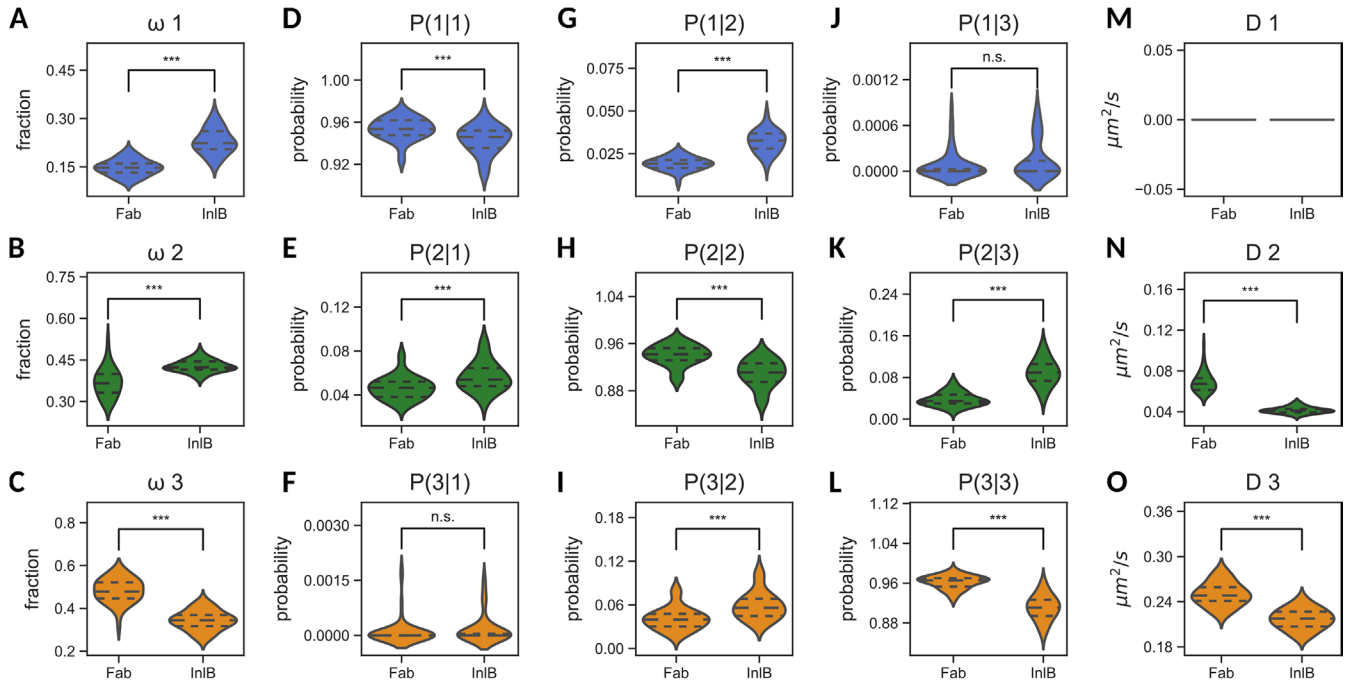 A
ω 1
fraction
0.45
0.30
0.15
***
Fab
InlB
D
P(1|1)
probability
1.00
0.96
0.92
***
Fab
InlB
G
P(1|2)
probability
0.075
0.050
0.025
***
Fab
InlB
J
P(1|3)
probability
0.0012
0.0006
0.0000
n.s.
Fab
InlB
M
D 1
μm²/s
0.05
0.00
−0.05
Fab
InlB
B
ω 2
fraction
0.75
0.60
0.45
0.30
***
Fab
InlB
E
P(2|1)
probability
0.12
0.08
0.04
***
Fab
InlB
H
P(2|2)
probability
1.04
0.96
0.88
***
Fab
InlB
K
P(2|3)
probability
0.24
0.16
0.08
0.00
***
Fab
InlB
N
D 2
μm²/s
0.16
0.12
0.08
0.04
***
Fab
InlB
C
ω 3
fraction
0.8
0.6
0.4
0.2
***
Fab
InlB
F
P(3|1)
probability
0.0030
0.0015
0.0000
n.s.
Fab
InlB
I
P(3|2)
probability
0.18
0.12
0.06
0.00
***
Fab
InlB
L
P(3|3)
probability
1.12
1.04
0.96
0.88
***
Fab
InlB
O
D 3
μm²/s
0.36
0.30
0.24
0.18
***
Fab
InlB